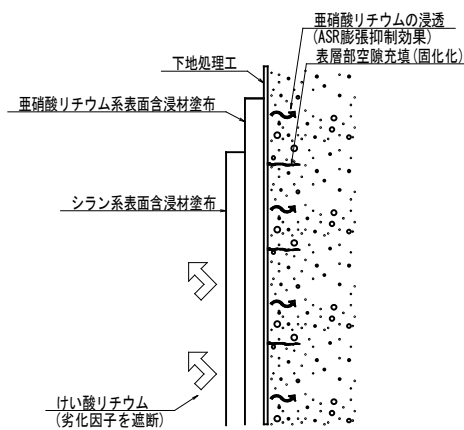 亜硝酸リチウムの浸透
(ASR膨張抑制効果)
表層部空隙充填(固化化)
下地処理工
亜硝酸リチウム系表面含浸材塗布
シラン系表面含浸材塗布
けい酸リチウム
(劣化因子を遮断)